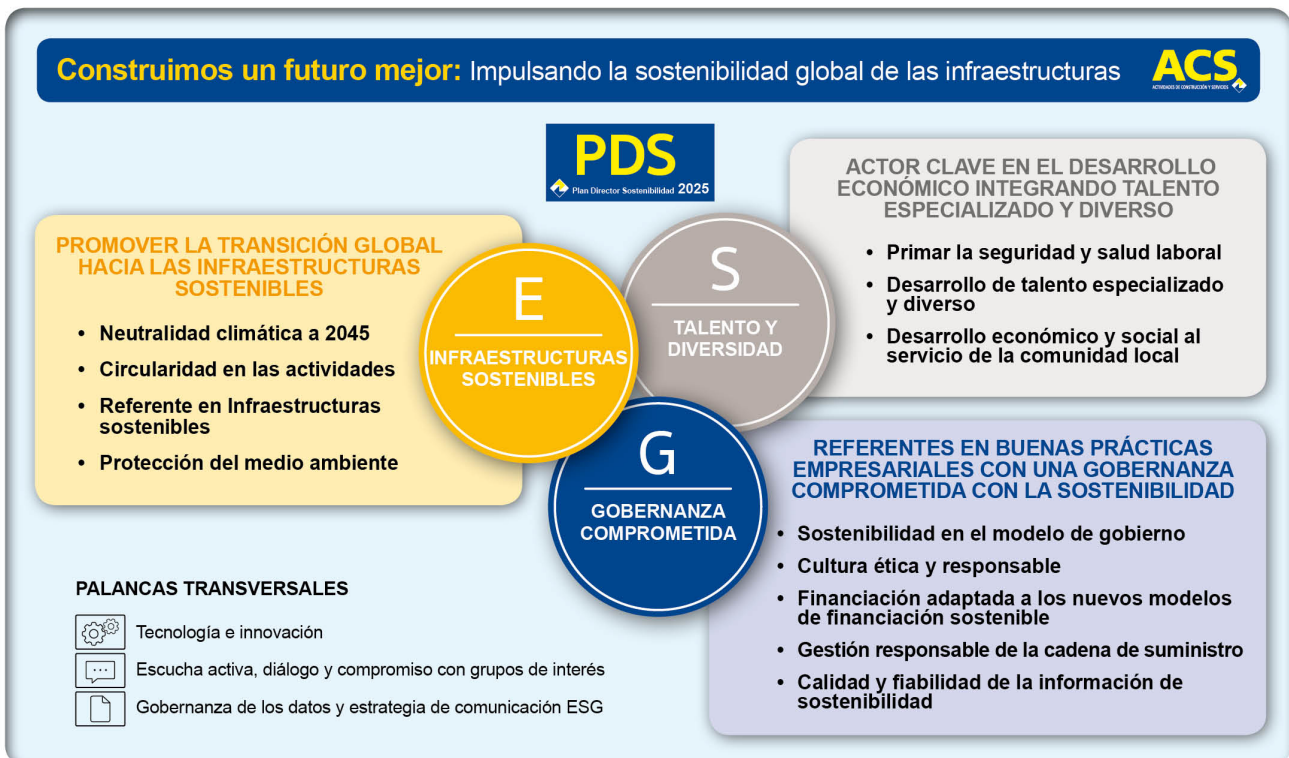 Construimos un futuro mejor: Impulsando la sostenibilidad global de las infraestructuras
ACS
ACTIVIDADES DE CONSTRUCCIÓN Y SERVICIOS
PDS
Plan Director Sostenibilidad 2025
PROMOVER LA TRANSICIÓN GLOBAL
HACIA LAS INFRAESTRUCTURAS
SOSTENIBLES
• Neutralidad climática a 2045
• Circularidad en las actividades
• Referente en Infraestructuras
sostenibles
• Protección del medio ambiente
E
INFRAESTRUCTURAS
SOSTENIBLES
S
TALENTO Y
DIVERSIDAD
G
GOBERNANZA
COMPROMETIDA
ACTOR CLAVE EN EL DESARROLLO
ECONÓMICO INTEGRANDO TALENTO
ESPECIALIZADO Y DIVERSO
• Primar la seguridad y salud laboral
• Desarrollo de talento especializado
y diverso
• Desarrollo económico y social al
servicio de la comunidad local
REFERENTES EN BUENAS PRÁCTICAS
EMPRESARIALES CON UNA GOBERNANZA
COMPROMETIDA CON LA SOSTENIBILIDAD
• Sostenibilidad en el modelo de gobierno
• Cultura ética y responsable
• Financiación adaptada a los nuevos modelos
de financiación sostenible
• Gestión responsable de la cadena de suministro
• Calidad y fiabilidad de la información de
sostenibilidad
PALANCAS TRANSVERSALES
Tecnología e innovación
Escucha activa, diálogo y compromiso con grupos de interés
Gobernanza de los datos y estrategia de comunicación ESG